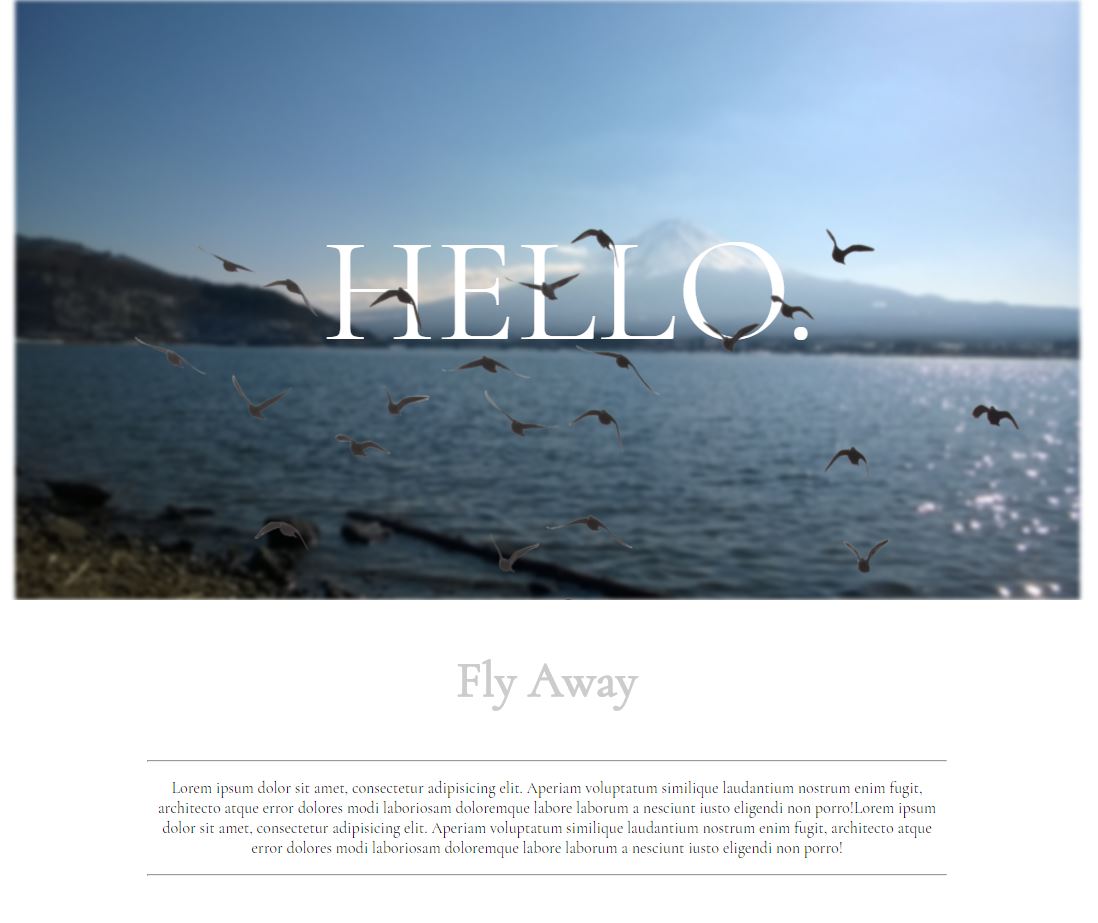 HELLO.
Fly Away
Lorem ipsum dolor sit amet, consectetur adipisicing elit. Aperiam voluptatum similique laudantium nostrum enim fugit,
architecto atque error dolores modi laboriosam doloremque labore laborum a nesciunt iusto eligendi non porro!Lorem ipsum
dolor sit amet, consectetur adipisicing elit. Aperiam voluptatum similique laudantium nostrum enim fugit, architecto atque
error dolores modi laboriosam doloremque labore laborum a nesciunt iusto eligendi non porro!